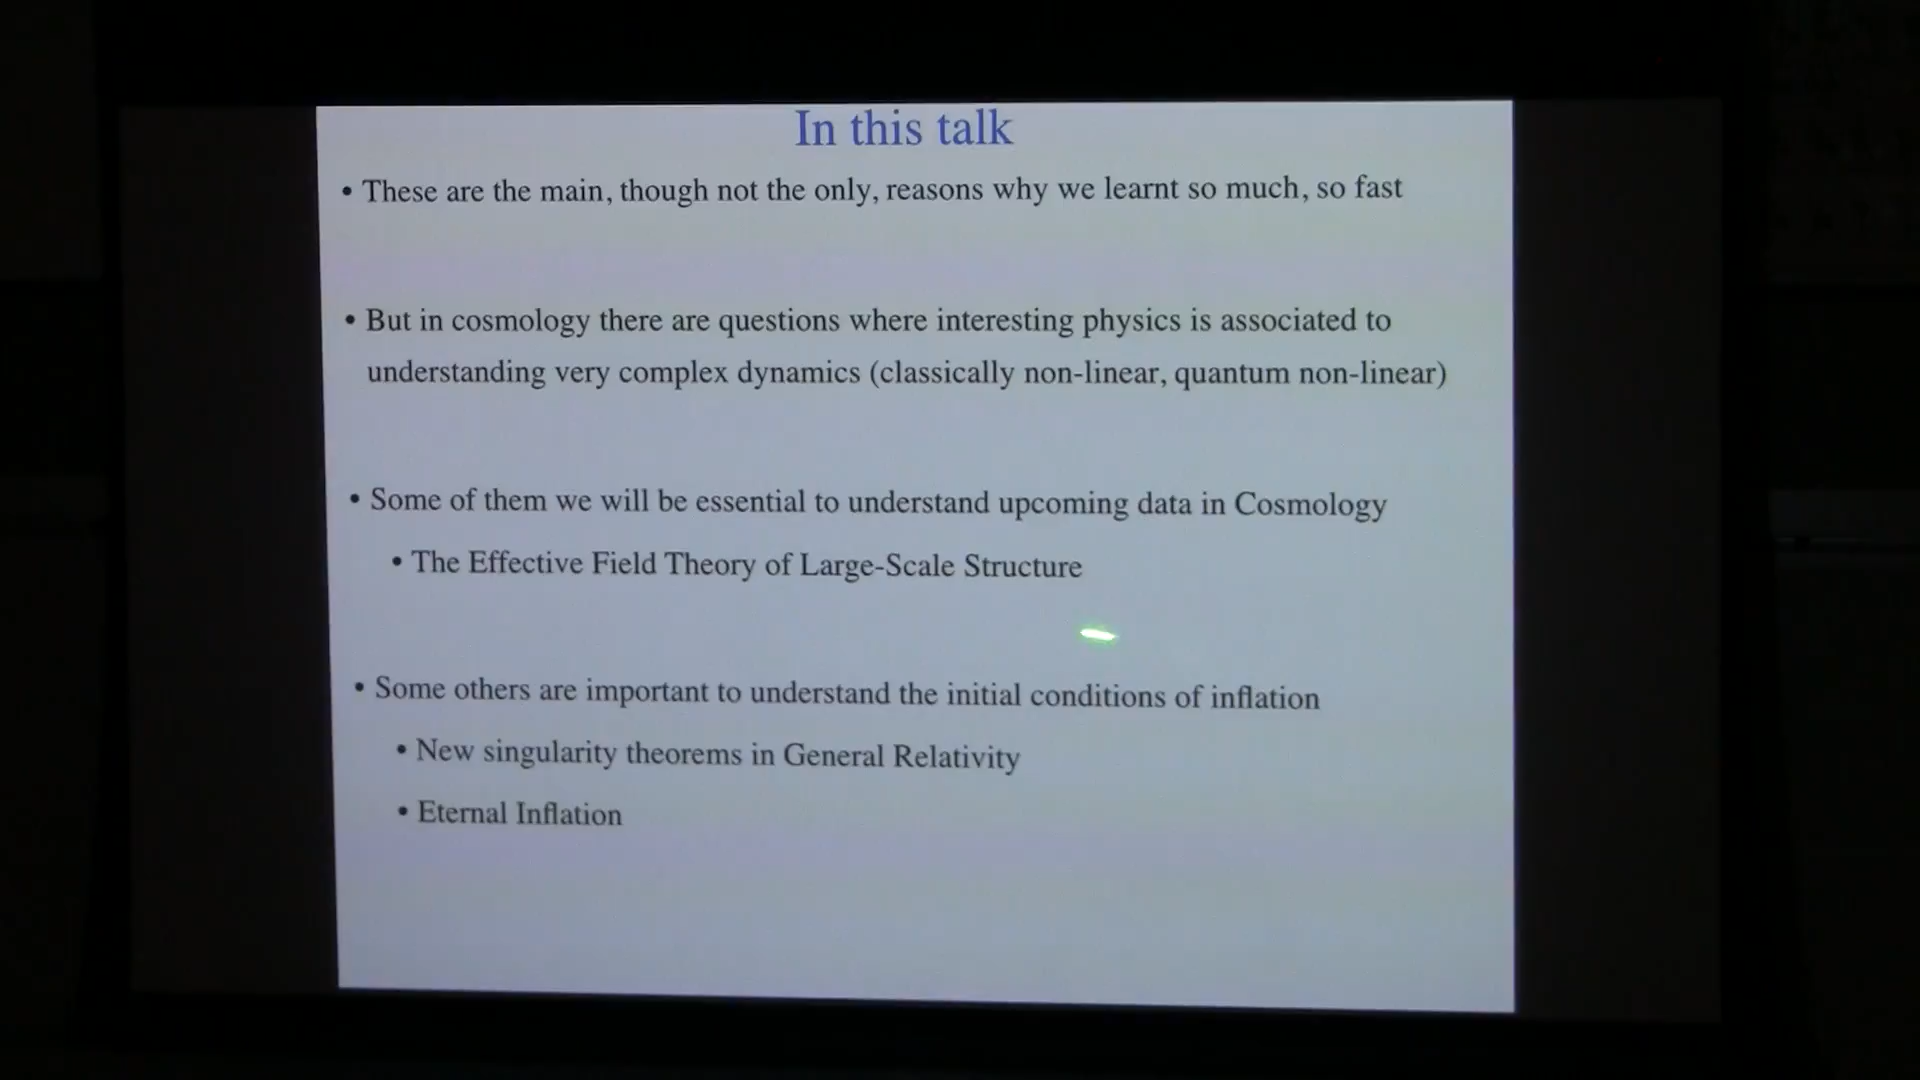 In this talk
• These are the main, though not the only, reasons why we learnt so much, so fast
• But in cosmology there are questions where interesting physics is associated to
understanding very complex dynamics (classically non-linear, quantum non-linear)
• Some of them we will be essential to understand upcoming data in Cosmology
• The Effective Field Theory of Large-Scale Structure
• Some others are important to understand the initial conditions of inflation
• New singularity theorems in General Relativity
• Eternal Inflation